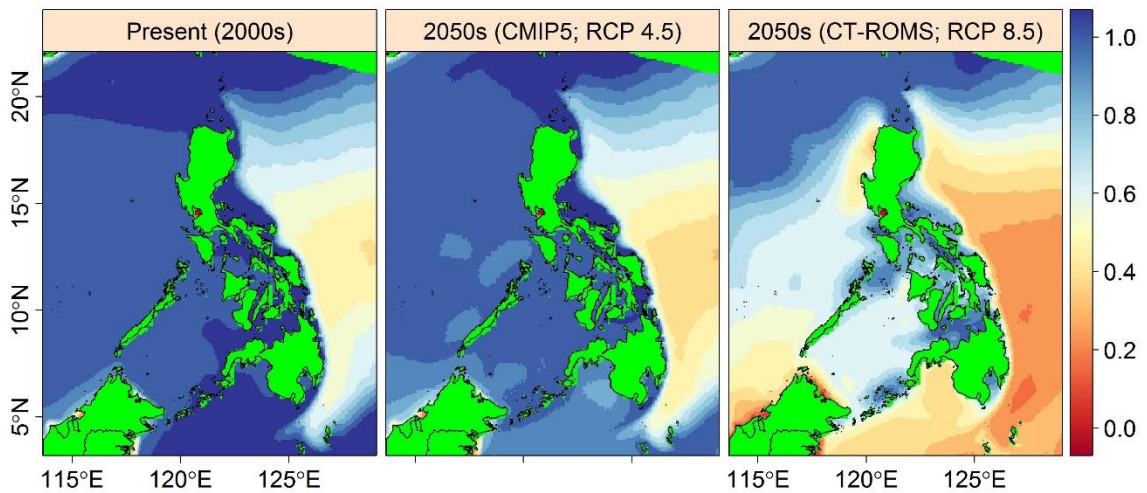 Present (2000s)
2050s (CMIP5; RCP 4.5)
2050s (CT-ROMS; RCP 8.5)
20°N
15°N
10°N
5°N
115°E
120°E
125°E
115°E
120°E
125°E
1.0
0.8
0.6
0.4
0.2
0.0